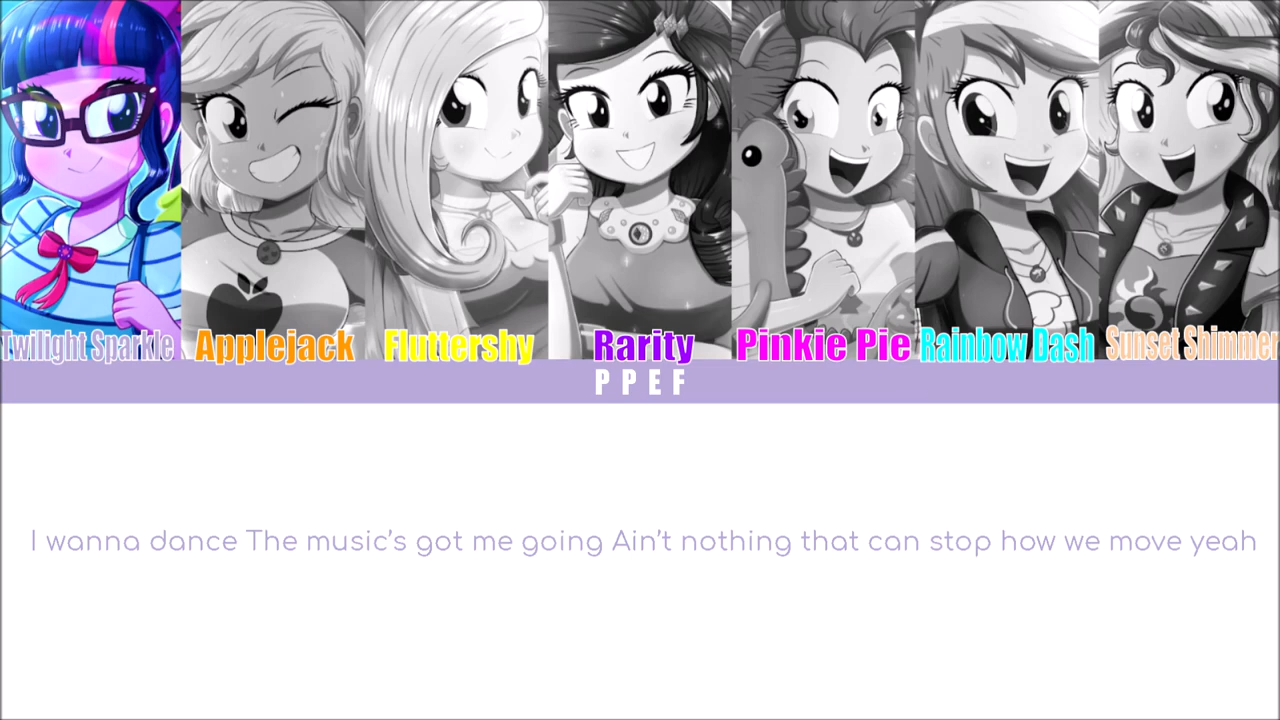 Twilight Sparkle Applejack Fluttershy Rarity Pinkie Pie Rainbow Dash Sunset Shimmer
PPEF
I wanna dance The music's got me going Ain't nothing that can stop how we move yeah